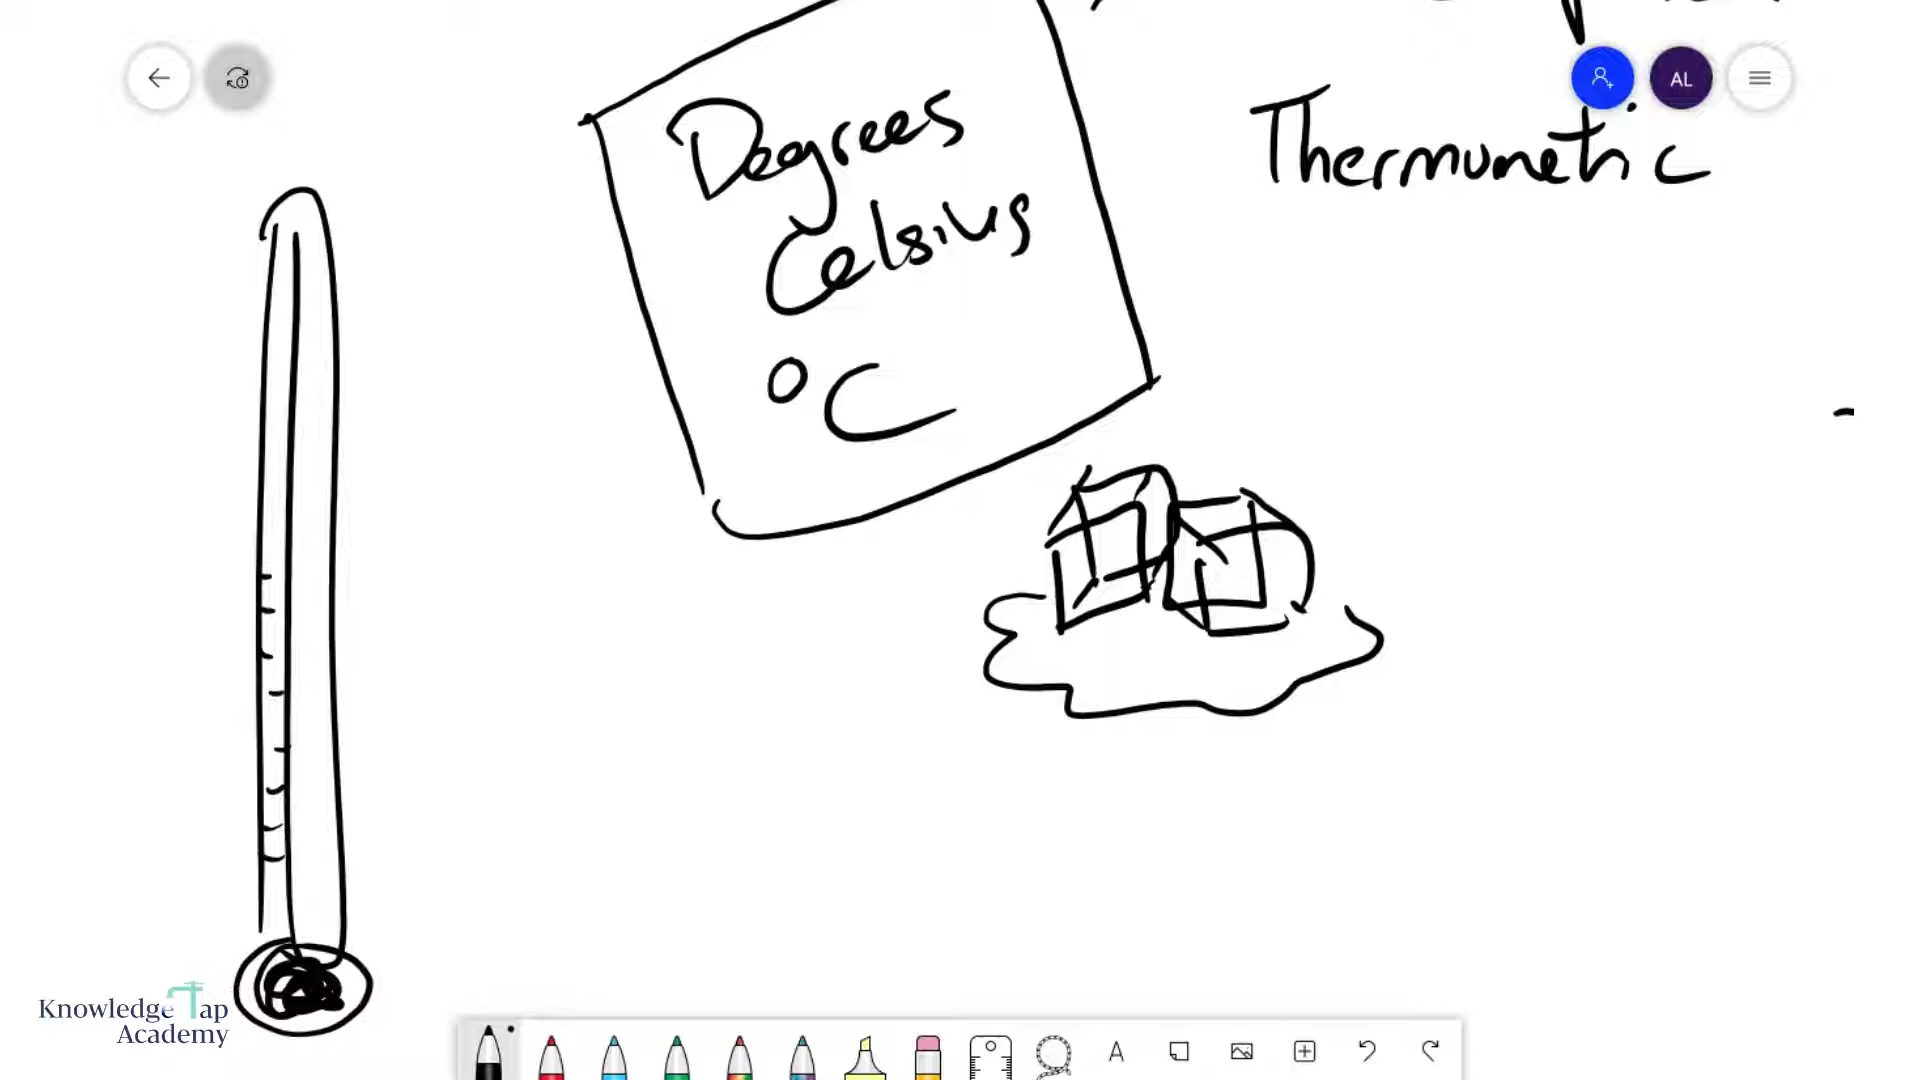 Degrees
Celsius
°C
AL
Thermometric
Knowledge Tap
Academy
A